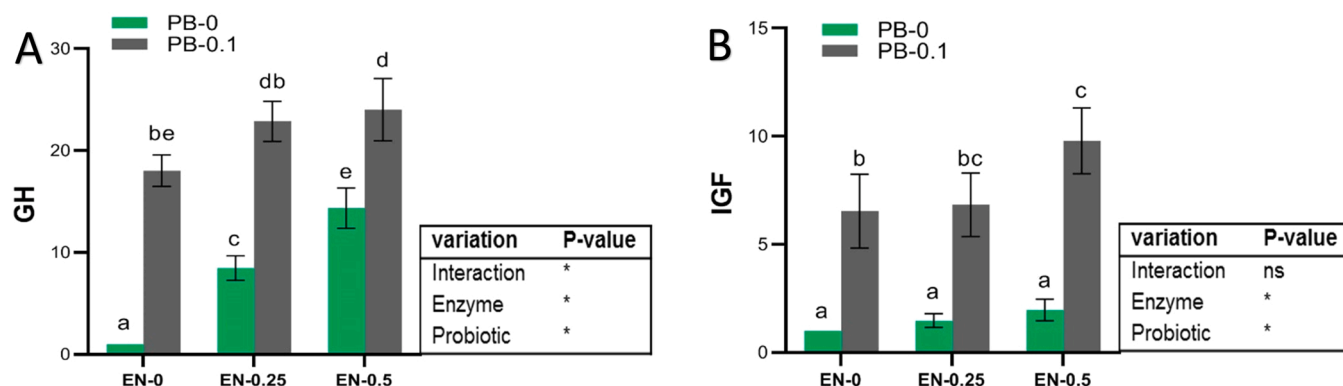 A
PB-0
PB-0.1
30
20
10
0
GH
be
db
d
a
c
e
EN-0
EN-0.25
EN-0.5
variation P-value
Interaction *
Enzyme *
Probiotic *
B
PB-0
PB-0.1
15
10
5
0
IGF
b
bc
c
a
a
a
EN-0
EN-0.25
EN-0.5
variation P-value
Interaction ns
Enzyme *
Probiotic *